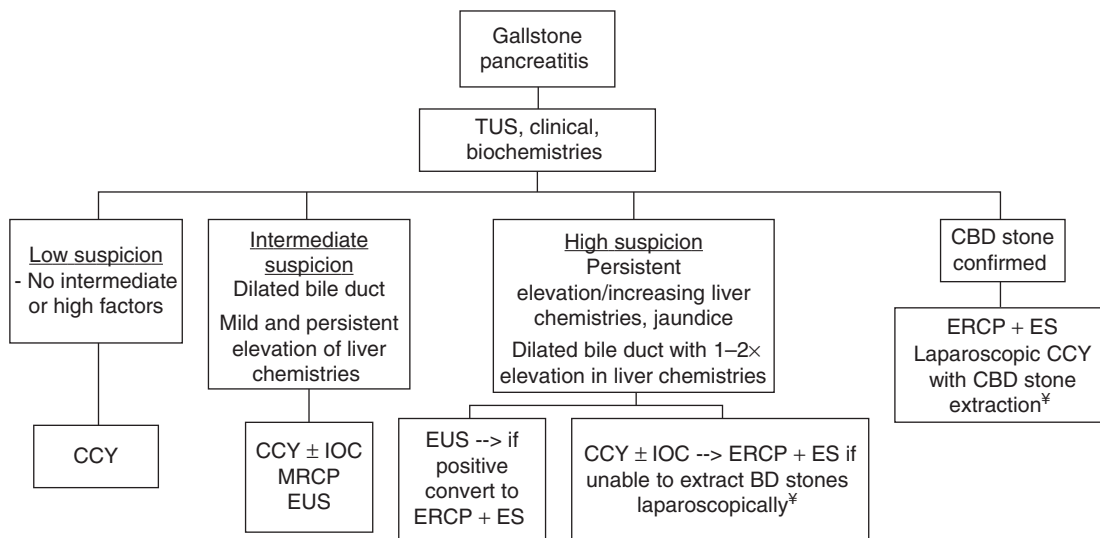 Gallstone
pancreatitis
TUS, clinical,
biochemistries
Low suspicion
- No intermediate
or high factors
CCY
Intermediate
suspicion
Dilated bile duct
Mild and persistent
elevation of liver
chemistries
CCY ± IOC
MRCP
EUS
High suspicion
Persistent
elevation/increasing liver
chemistries, jaundice
Dilated bile duct with 1–2×
elevation in liver chemistries
EUS --> if
positive
convert to
ERCP + ES
CCY ± IOC --> ERCP + ES if
unable to extract BD stones
laparoscopically¥
CBD stone
confirmed
ERCP + ES
Laparoscopic CCY
with CBD stone
extraction¥